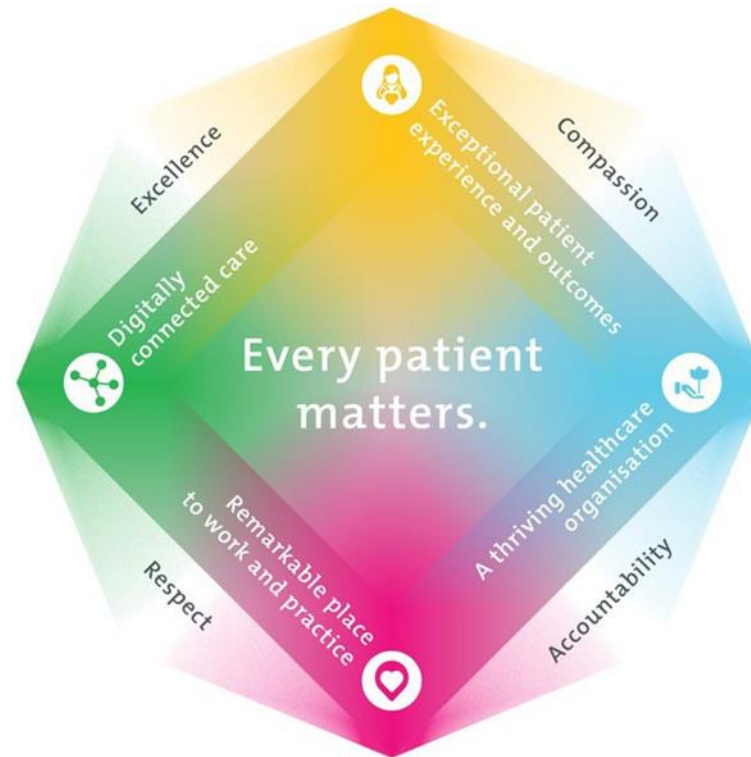 Excellence
Compassion
Exceptional patient
experience and outcomes
Digitally
connected care
Every patient
matters.
Remarkable place
to work and practice
A thriving healthcare
organisation
Respect
Accountability